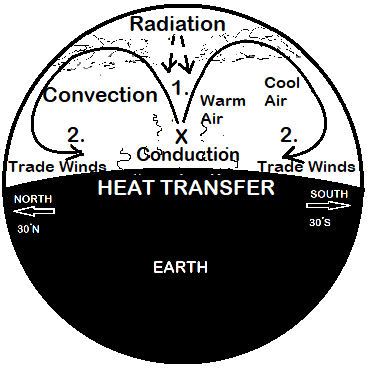 Radiation
Convection
1.
Warm
Air
Cool
Air
2.
X
2.
Trade Winds
Conduction
Trade Winds
HEAT TRANSFER
NORTH
SOUTH
30°N
30°S
EARTH